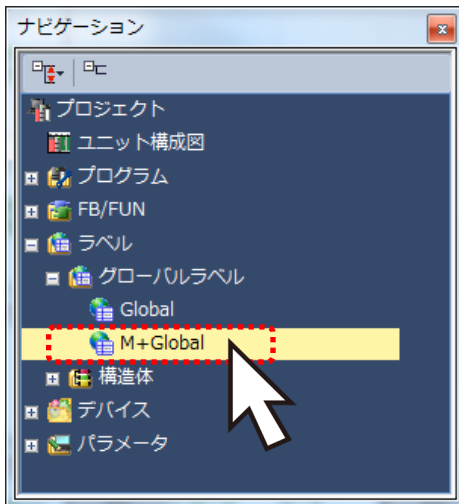 ナビゲーション
プロジェクト
ユニット構成図
プログラム
FB/FUN
ラベル
グローバルラベル
Global
M+Global
構造体
デバイス
パラメータ